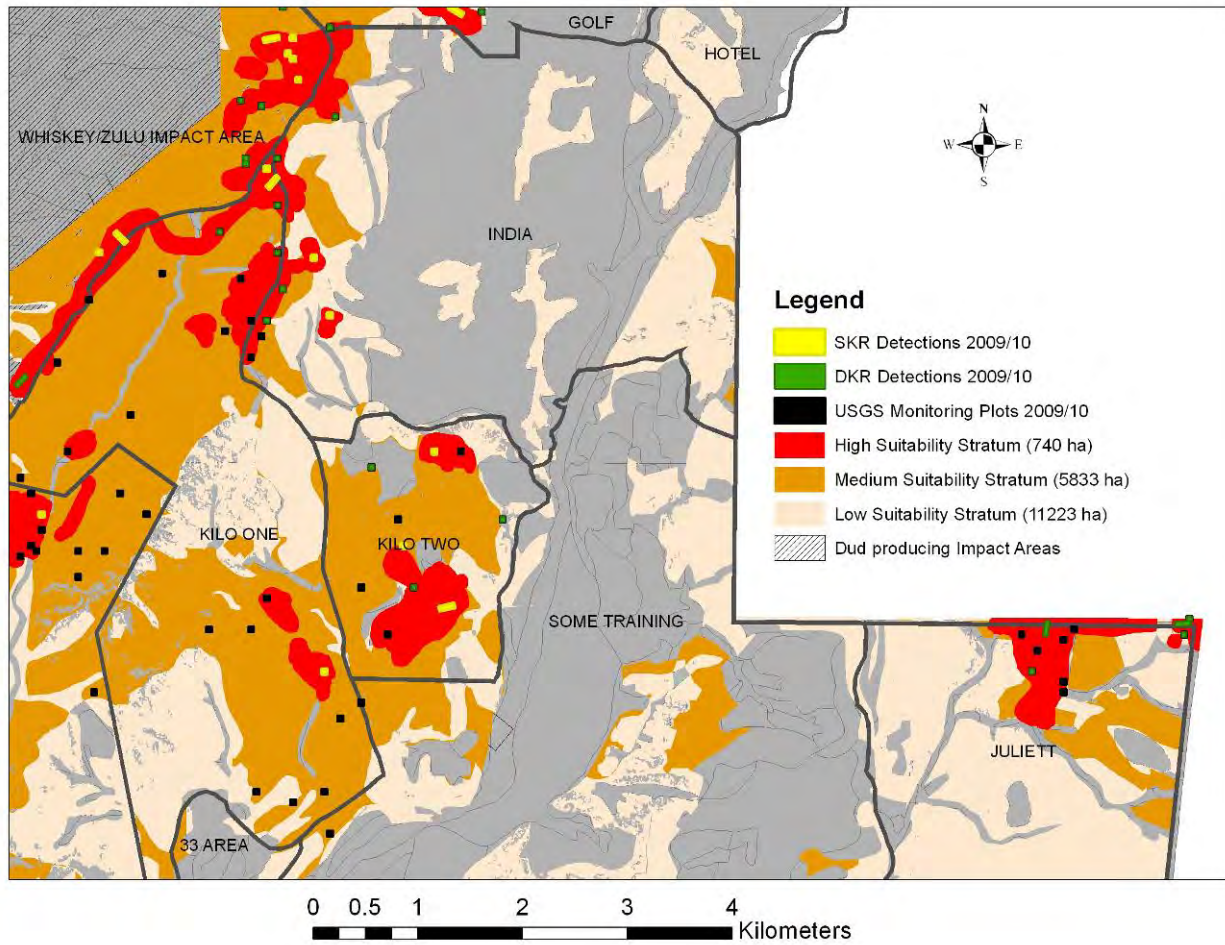 GOLF
HOTEL
WHISKEY/ZULU IMPACT AREA
N
W E
S
INDIA
Legend
SKR Detections 2009/10
DKR Detections 2009/10
USGS Monitoring Plots 2009/10
High Suitability Stratum (740 ha)
Medium Suitability Stratum (5833 ha)
Low Suitability Stratum (11223 ha)
Dud producing Impact Areas
KILO ONE
KILO TWO
SOME TRAINING
JULIETT
33 AREA
0 0.5 1 2 3 4
Kilometers